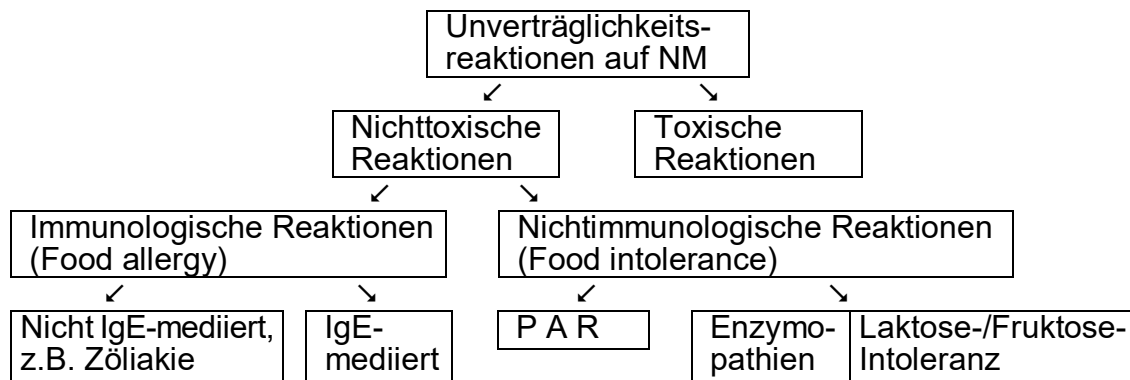 Unverträglichkeits-
reaktionen auf NM
Nichttoxische
Reaktionen
Toxische
Reaktionen
Immunologische Reaktionen
(Food allergy)
Nichtimmunologische Reaktionen
(Food intolerance)
Nicht IgE-mediiert,
z.B. Zöliakie
IgE-
mediiert
P A R
Enzymo-
pathien
Laktose-/Fruktose-
Intoleranz